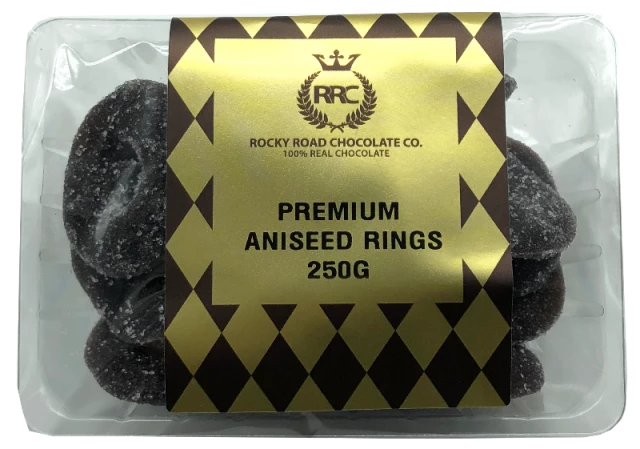 RRC
ROCKY ROAD CHOCOLATE CO.
100% REAL CHOCOLATE
PREMIUM
ANISEED RINGS
250G